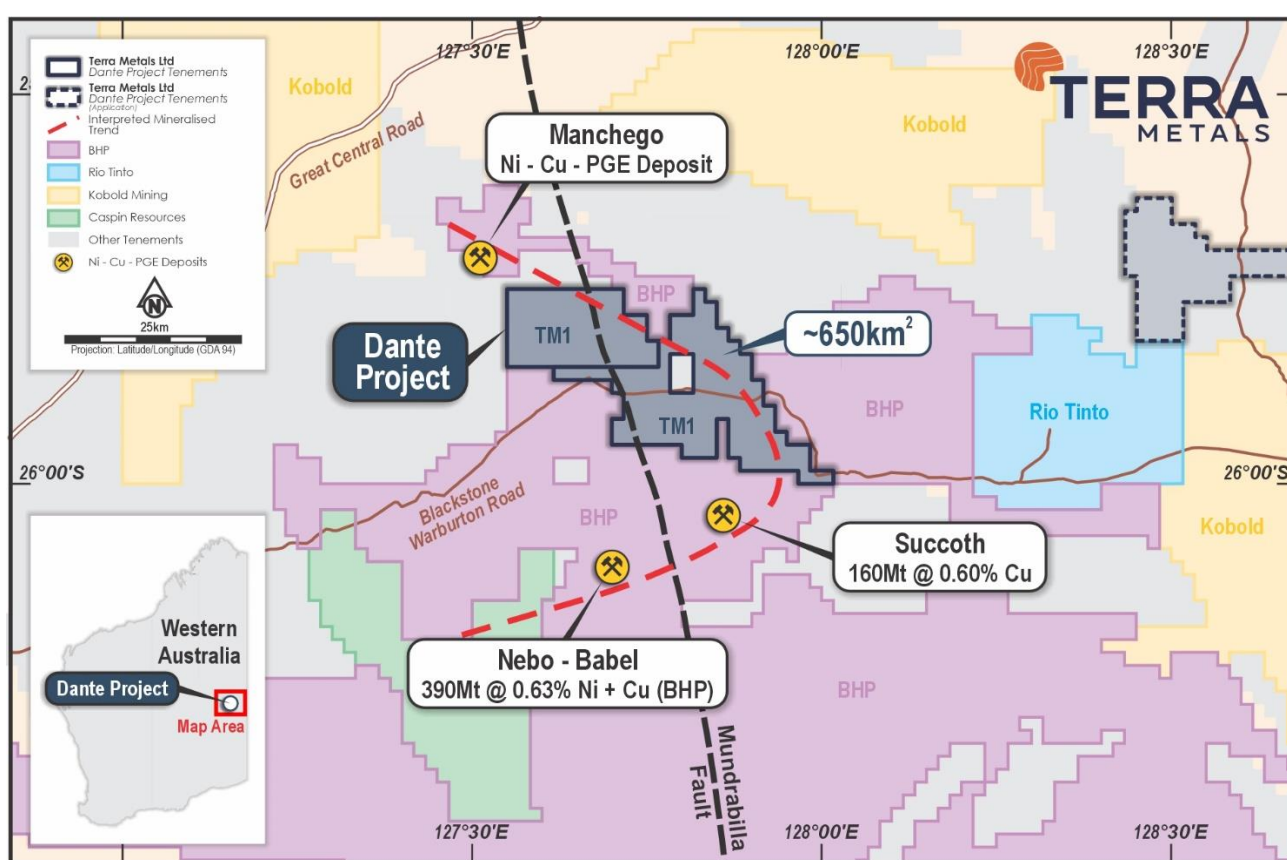 127°30'E
128°00'E
128°30'E
TERRA
METALS
Terra Metals Ltd
Dante Project Tenements
Terra Metals Ltd
Dante Project Tenements
(Application)
Interpreted Mineralised
Trend
BHP
Rio Tinto
Kobold Mining
Caspin Resources
Other Tenements
Ni - Cu - PGE Deposits
N
25km
Projection: Latitude/Longitude (GDA 94)
Kobold
Great Central Road
Kobold
Manchego
Ni - Cu - PGE Deposit
BHP
TM1
Dante
Project
~650km²
TM1
BHP
Rio Tinto
26°00'S
26°00'S
Blackstone
Warburton Road
BHP
Kobold
Succoth
160Mt @ 0.60% Cu
Nebo - Babel
390Mt @ 0.63% Ni + Cu (BHP)
BHP
Mundrabilla
Fault
Western
Australia
Dante Project
Map Area
127°30'E
128°00'E
128°30'E